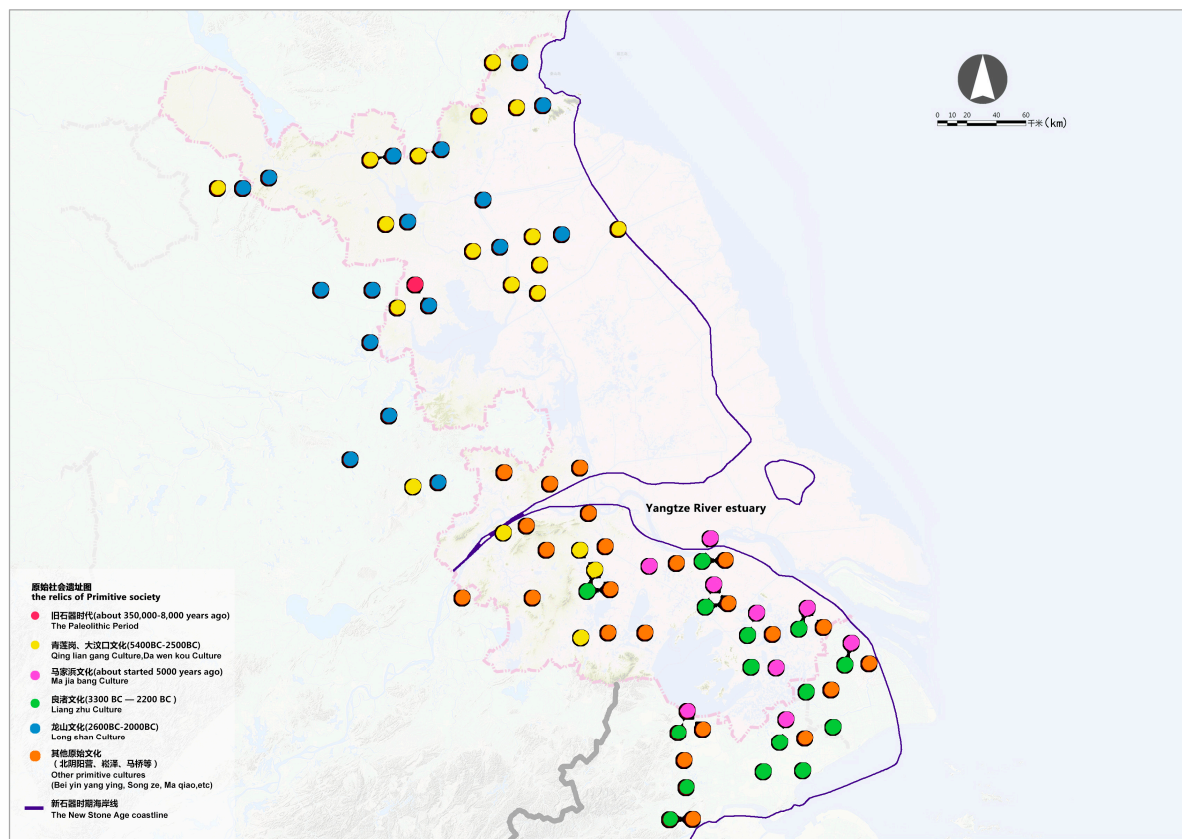 0 10 20 40 60
千米(km)
Yangtze River estuary
原始社会遗址图
the relics of Primitive society
旧石器时代(about 350,000-8,000 years ago)
The Paleolithic Period
青莲岗、大汶口文化(5400BC-2500BC)
Qing lian gang Culture,Da wen kou Culture
马家浜文化(about started 5000 years ago)
Ma jia bang Culture
良渚文化(3300 BC — 2200 BC )
Liang zhu Culture
龙山文化(2600BC-2000BC)
Long shan Culture
其他原始文化
( 北阴阳营、崧泽、马桥等 )
Other primitive cultures
(Bei yin yang ying, Song ze, Ma qiao,etc)
新石器时期海岸线
The New Stone Age coastline